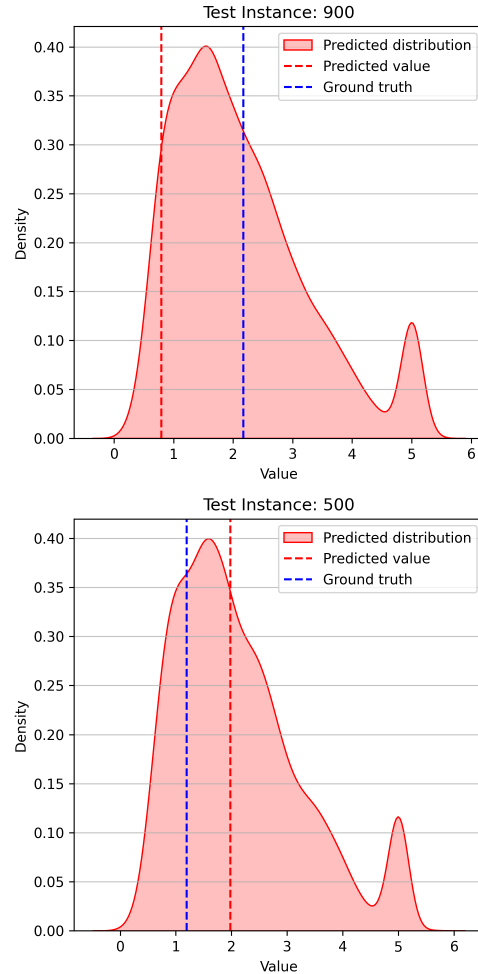 Test Instance: 900
Predicted distribution
Predicted value
Ground truth
0.40
0.35
0.30
0.25
0.20
0.15
0.10
0.05
0.00
Density
0 1 2 3 4 5 6
Value
Test Instance: 500
Predicted distribution
Predicted value
Ground truth
0.40
0.35
0.30
0.25
0.20
0.15
0.10
0.05
0.00
Density
0 1 2 3 4 5 6
Value